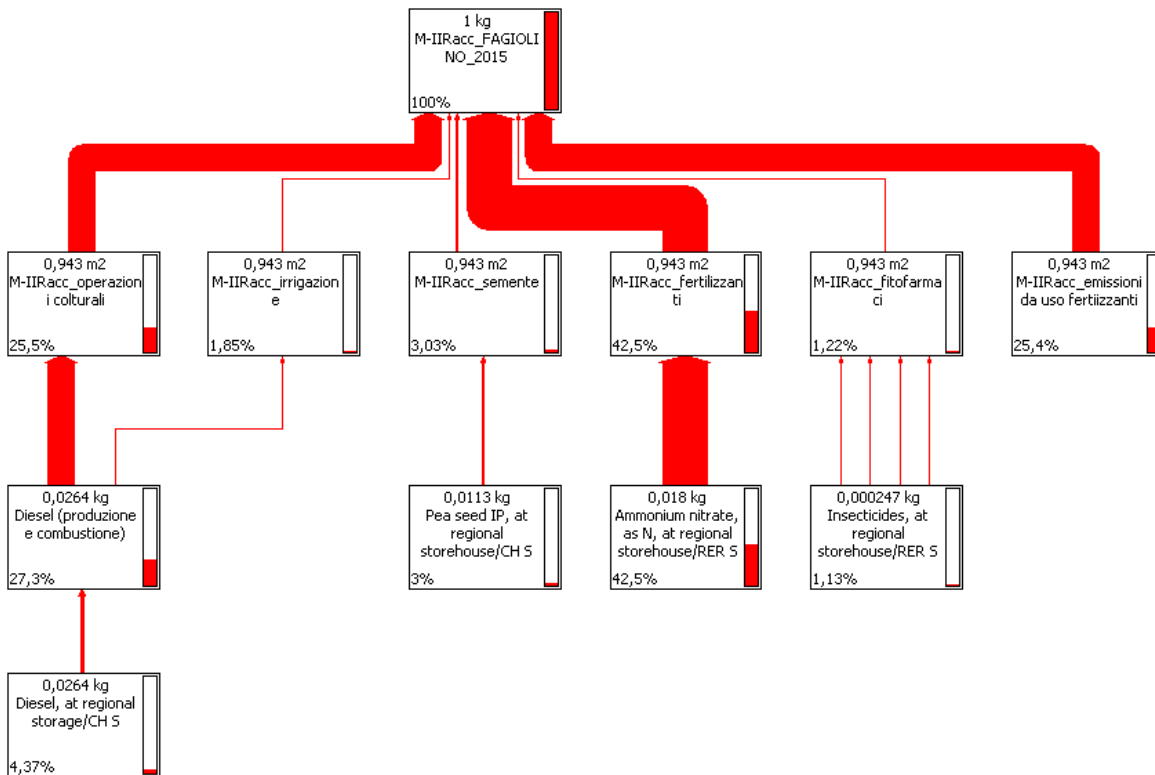 1 kg
M-IIRacc_FAGIOLI
NO_2015
100%
0,943 m2
M-IIRacc_operazion
i colturali
25,5%
0,943 m2
M-IIRacc_irrigazion
e
1,85%
0,943 m2
M-IIRacc_semente
3,03%
0,943 m2
M-IIRacc_fertilizzan
ti
42,5%
0,943 m2
M-IIRacc_fitofarma
ci
1,22%
0,943 m2
M-IIRacc_emissioni
da uso fertiizzanti
25,4%
0,0264 kg
Diesel (produzione
e combustione)
27,3%
0,0113 kg
Pea seed IP, at
regional
storehouse/CH S
3%
0,018 kg
Ammonium nitrate,
as N, at regional
storehouse/RER S
42,5%
0,000247 kg
Insecticides, at
regional
storehouse/RER S
1,13%
0,0264 kg
Diesel, at regional
storage/CH S
4,37%